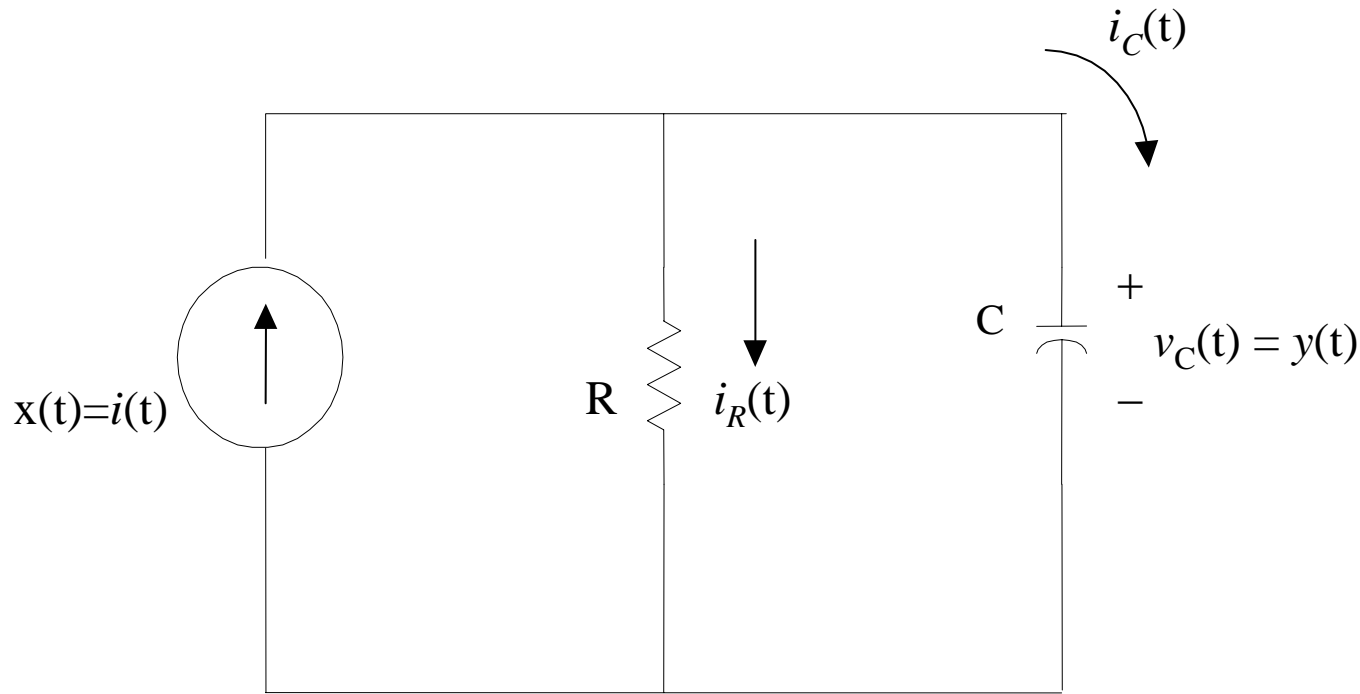 i_C(t)
x(t)=i(t)
R
i_R(t)
C
+
v_C(t) = y(t)
−